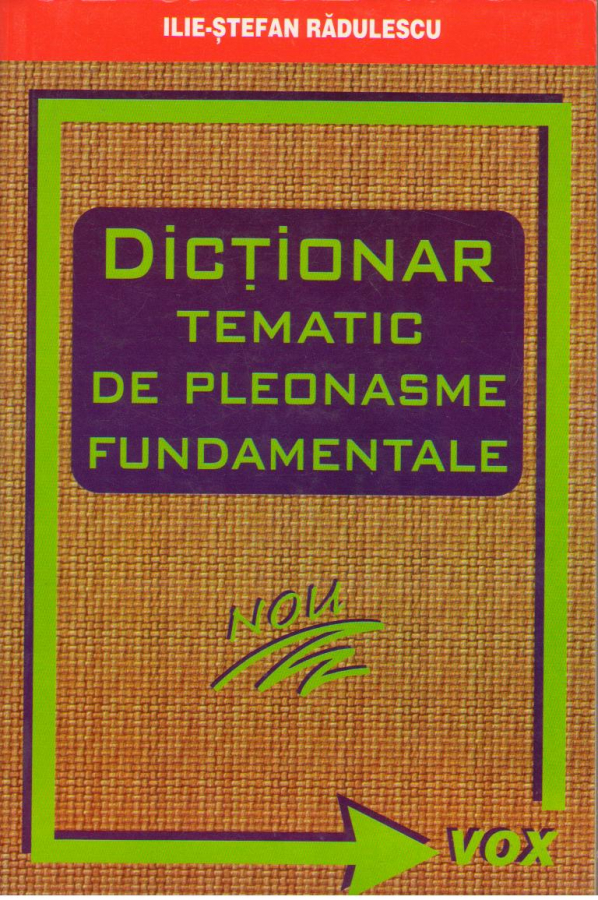 ILIE-ȘTEFAN RĂDULESCU
DicȚiONAR
TEMATIC
DE PLEONASME
FUNDAMENTALE
NOU
VOX